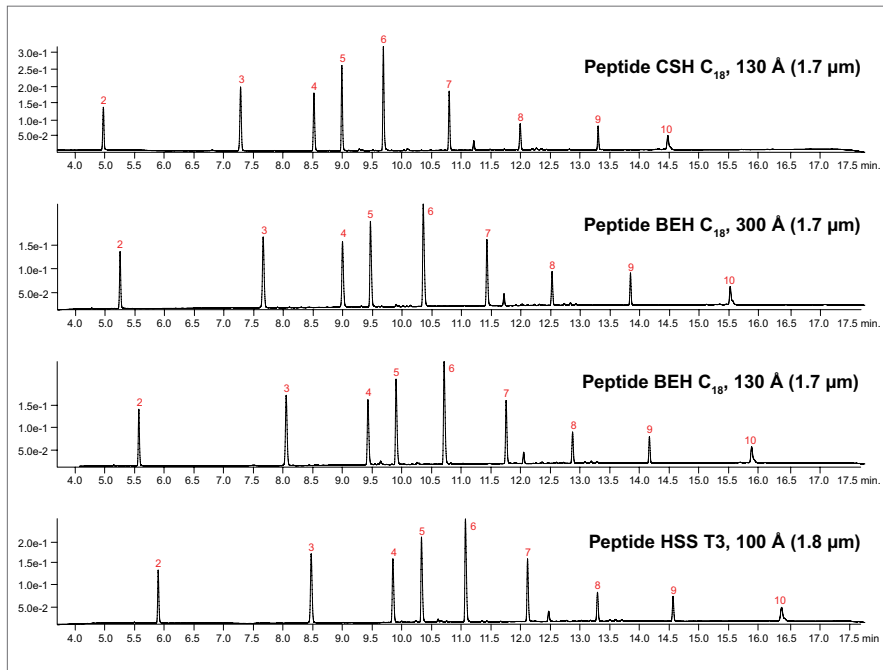 6
3.0e-1
5
Peptide CSH C₁₈, 130 Å (1.7 µm)
2.5e-1
3
4
7
2.0e-1
2
1.5e-1
8
9
1.0e-1
10
5.0e-2
4.0 5.0 5.5 6.0 6.5 7.0 7.5 8.0 8.5 9.0 9.5 10.0 10.5 11.0 11.5 12.0 12.5 13.0 13.5 14.0 14.5 15.0 15.5 16.0 16.5 17.0 17.5 min.
6
Peptide BEH C₁₈, 300 Å (1.7 µm)
5
3
4
7
2
1.5e-1
8
9
1.0e-1
10
5.0e-2
4.0 4.5 5.0 5.5 6.0 6.5 7.0 7.5 8.0 8.5 9.0 9.5 10.0 10.5 11.0 11.5 12.0 12.5 13.0 13.5 14.0 14.5 15.0 15.5 16.0 16.5 17.0 17.5 min.
6
5
Peptide BEH C₁₈, 130 Å (1.7 µm)
3
4
7
2
1.5e-1
8
9
1.0e-1
10
5.0e-2
4.0 4.5 5.0 5.5 6.0 6.5 7.0 7.5 8.0 8.5 9.0 9.5 10.0 10.5 11.0 11.5 12.0 12.5 13.0 13.5 14.0 14.5 15.0 15.5 16.0 16.5 17.0 17.5 min.
6
5
Peptide HSS T3, 100 Å (1.8 µm)
3
4
7
2.0e-1
2
1.5e-1
8
9
1.0e-1
10
5.0e-2
4.0 4.5 5.0 5.5 6.0 6.5 7.0 7.5 8.0 8.5 9.0 9.5 10.0 10.5 11.0 11.5 12.0 12.5 13.0 13.5 14.0 14.5 15.0 15.5 16.0 16.5 17.0 17.5 min.